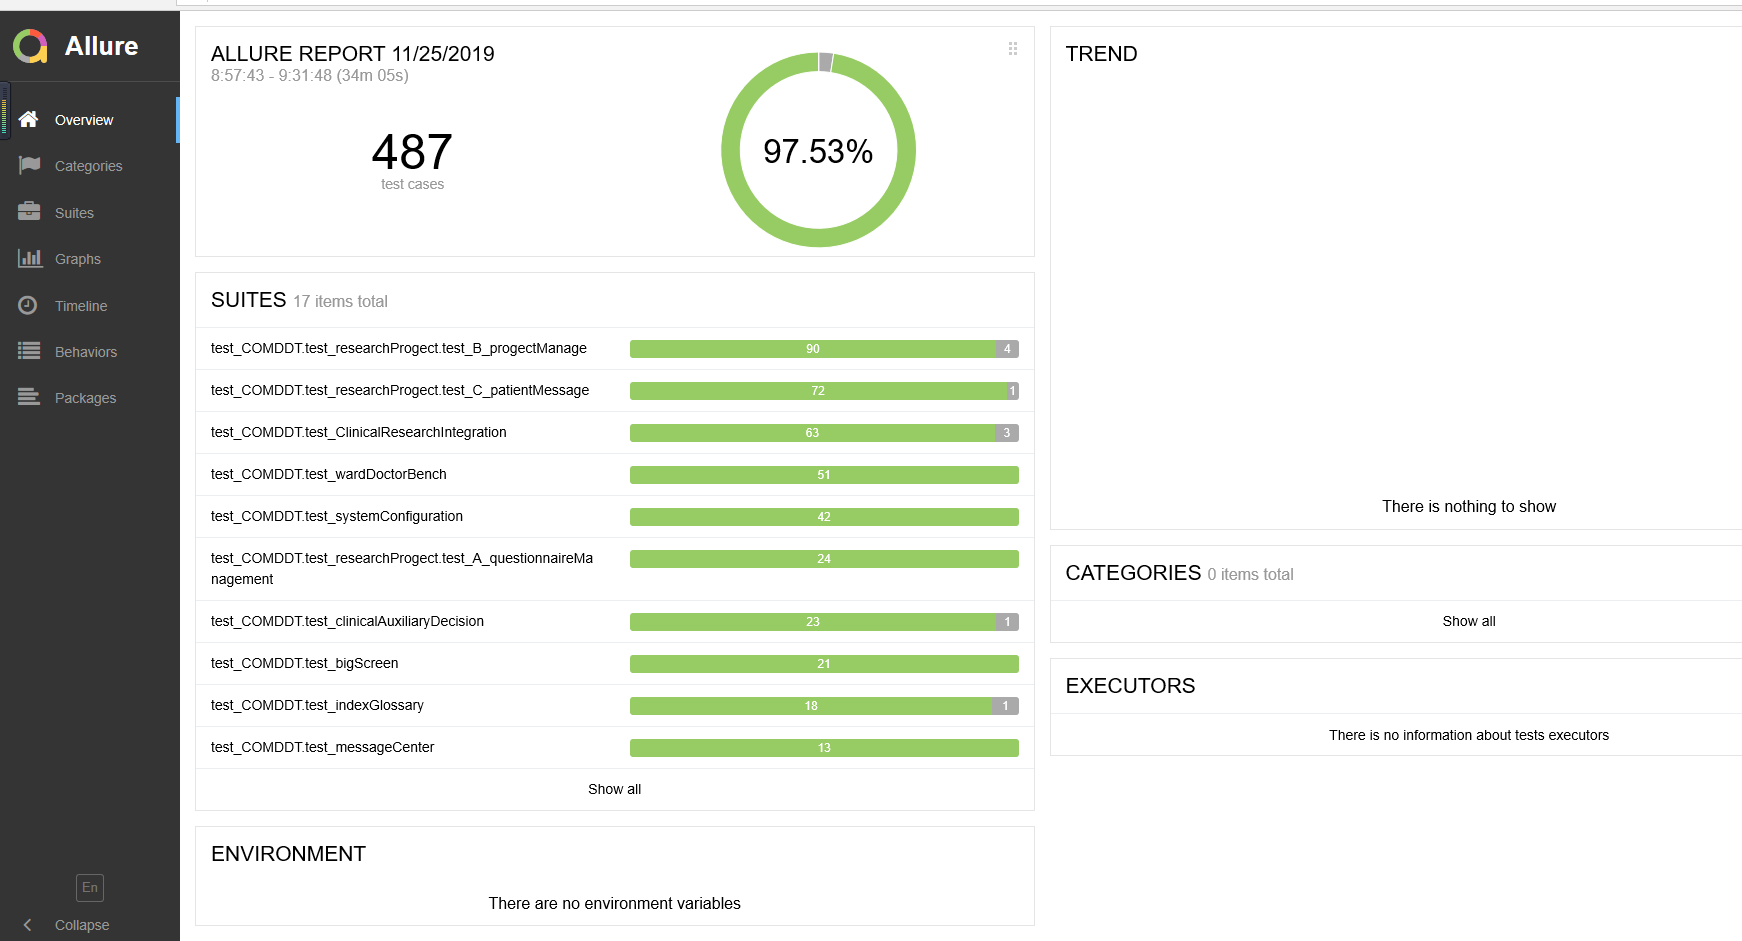 Allure
Overview
Categories
Suites
Graphs
Timeline
Behaviors
Packages
En
Collapse
ALLURE REPORT 11/25/2019
8:57:43 - 9:31:48 (34m 05s)
487
test cases
97.53%
SUITES 17 items total
test_COMDDT.test_researchProgect.test_B_progectManage 90 4
test_COMDDT.test_researchProgect.test_C_patientMessage 72 1
test_COMDDT.test_ClinicalResearchIntegration 63 3
test_COMDDT.test_wardDoctorBench 51
test_COMDDT.test_systemConfiguration 42
test_COMDDT.test_researchProgect.test_A_questionnaireMa 24
nagement
test_COMDDT.test_clinicalAuxiliaryDecision 23 1
test_COMDDT.test_bigScreen 21
test_COMDDT.test_indexGlossary 18 1
test_COMDDT.test_messageCenter 13
Show all
ENVIRONMENT
There are no environment variables
TREND
There is nothing to show
CATEGORIES 0 items total
Show all
EXECUTORS
There is no information about tests executors